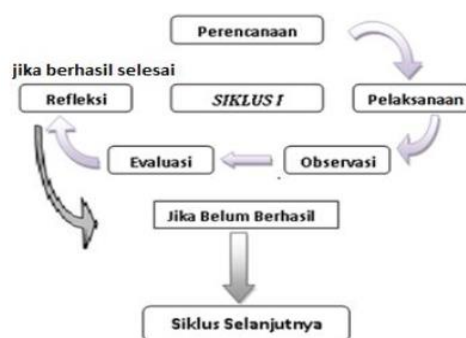 Perencanaan
jika berhasil selesai
Refleksi
SIKLUS I
Pelaksanaan
Evaluasi
Observasi
Jika Belum Berhasil
Siklus Selanjutnya